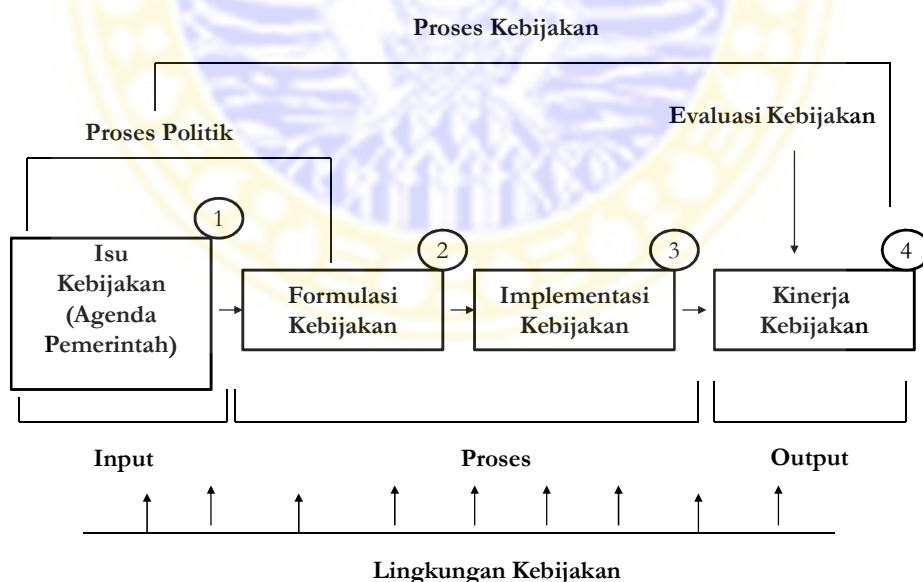 Proses Kebijakan
Evaluasi Kebijakan
Proses Politik
1
Isu
Kebijakan
(Agenda
Pemerintah)
2
Formulasi
Kebijakan
3
Implementasi
Kebijakan
4
Kinerja
Kebijakan
Input
Proses
Output
Lingkungan Kebijakan